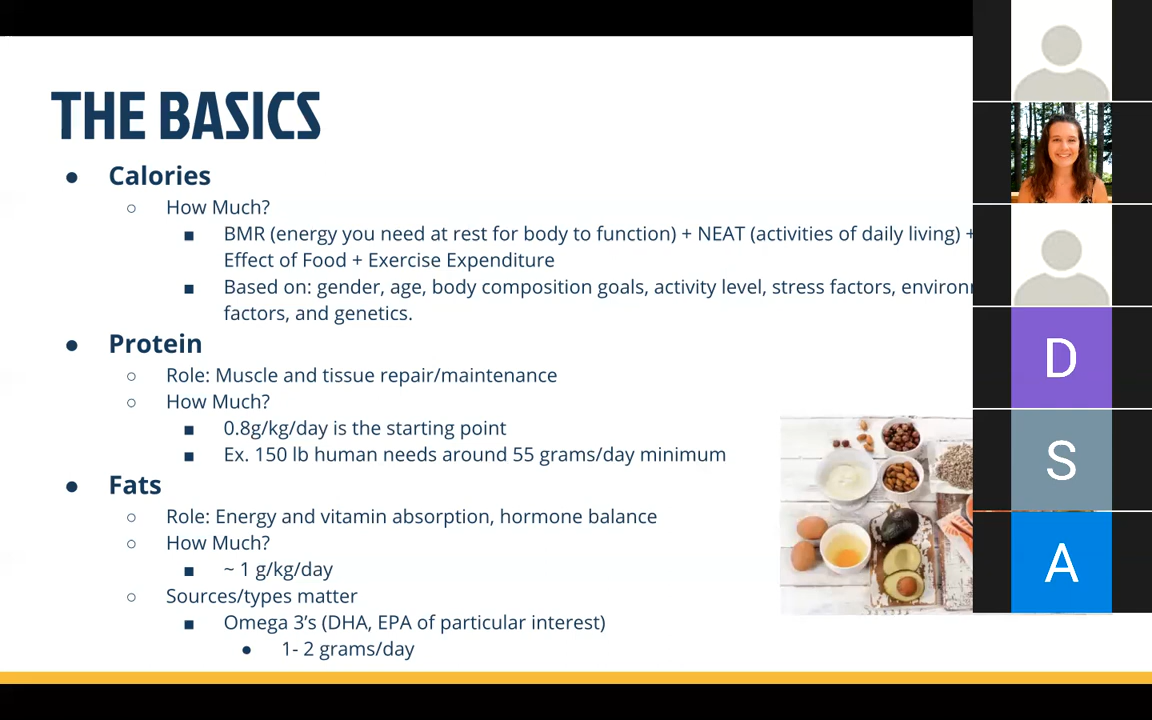 THE BASICS
● Calories
○ How Much?
■ BMR (energy you need at rest for body to function) + NEAT (activities of daily living) +
Effect of Food + Exercise Expenditure
■ Based on: gender, age, body composition goals, activity level, stress factors,
factors, and genetics.
● Protein
○ Role: Muscle and tissue repair/maintenance
○ How Much?
■ 0.8g/kg/day is the starting point
■ Ex. 150 lb human needs around 55 grams/day minimum
● Fats
○ Role: Energy and vitamin absorption, hormone balance
○ How Much?
■ ~ 1 g/kg/day
○ Sources/types matter
■ Omega 3's (DHA, EPA of particular interest)
● 1- 2 grams/day
D
S
A